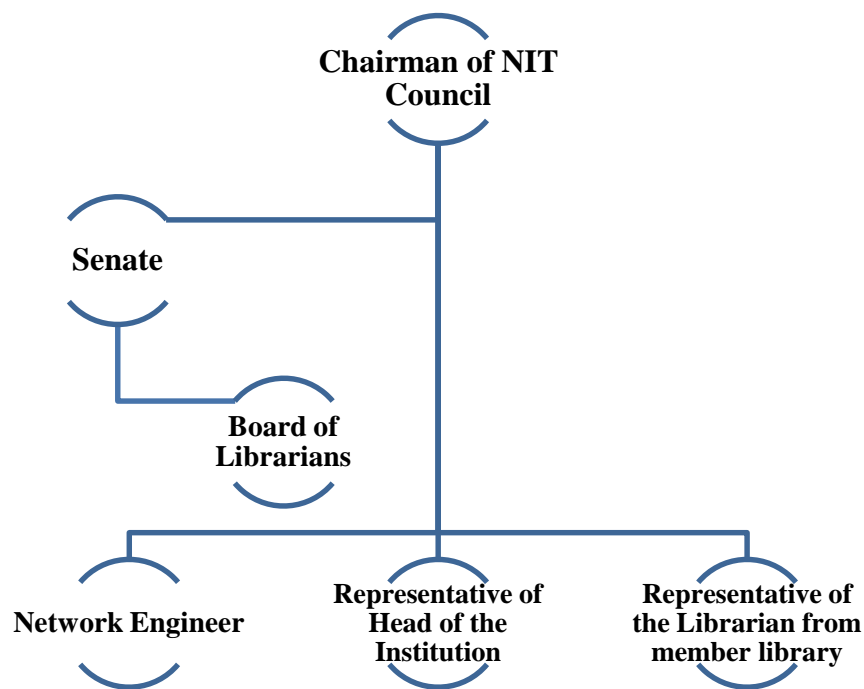 Chairman of NIT
Council
Senate
Board of
Librarians
Network Engineer
Representative of
Head of the
Institution
Representative of
the Librarian from
member library